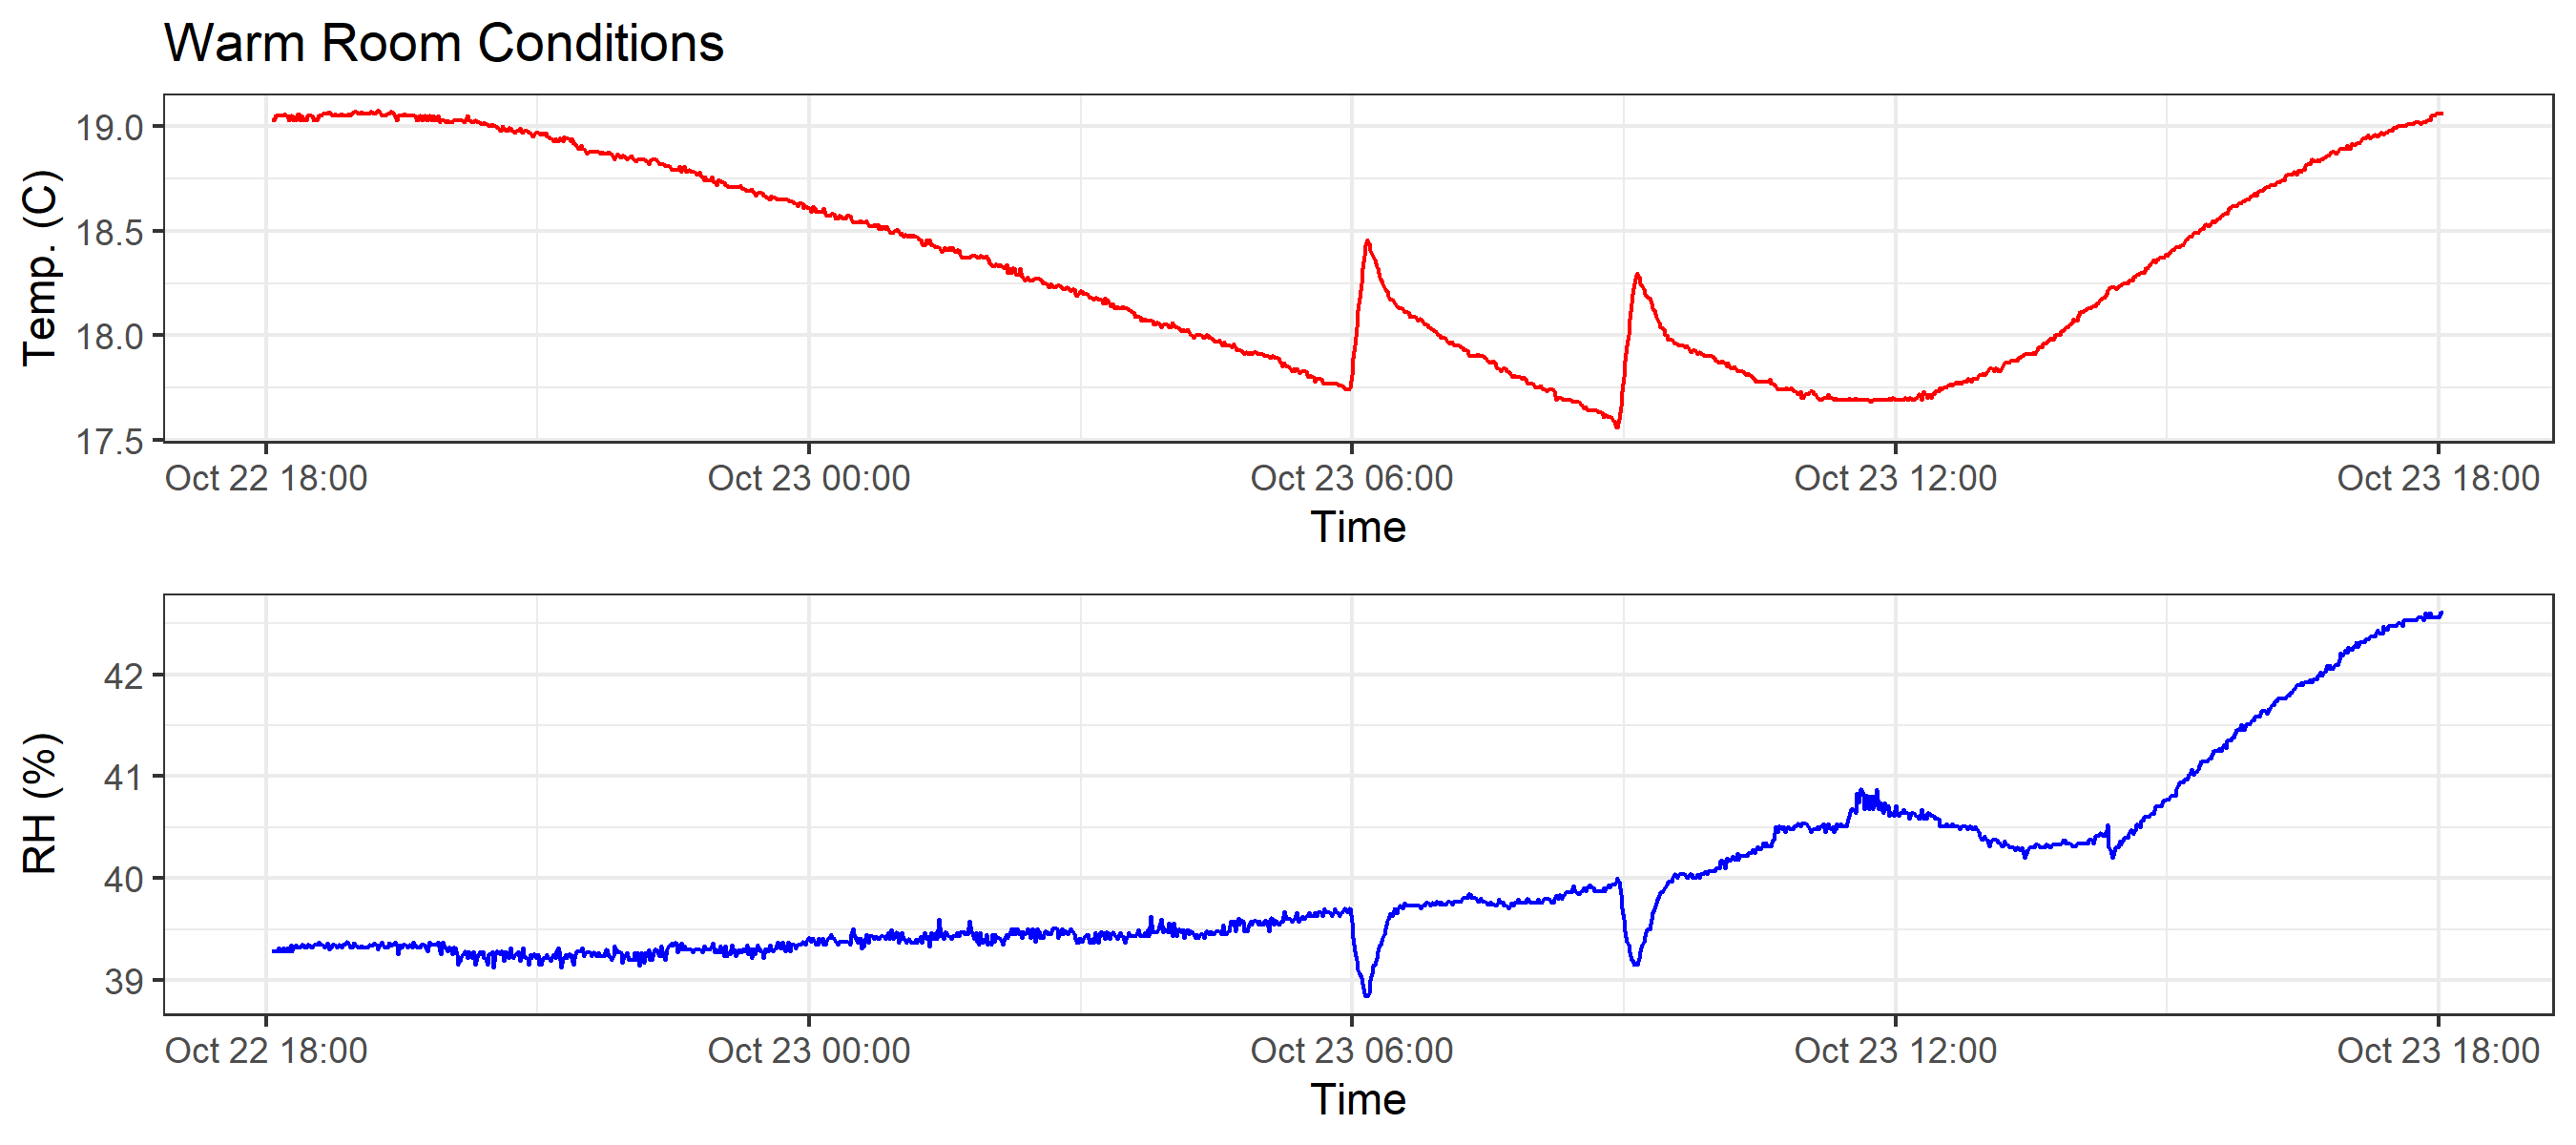 Warm Room Conditions
Temp. (C)
19.0
18.5
18.0
17.5
Oct 22 18:00 Oct 23 00:00 Oct 23 06:00 Oct 23 12:00 Oct 23 18:00
Time
RH (%)
42
41
40
39
Oct 22 18:00 Oct 23 00:00 Oct 23 06:00 Oct 23 12:00 Oct 23 18:00
Time